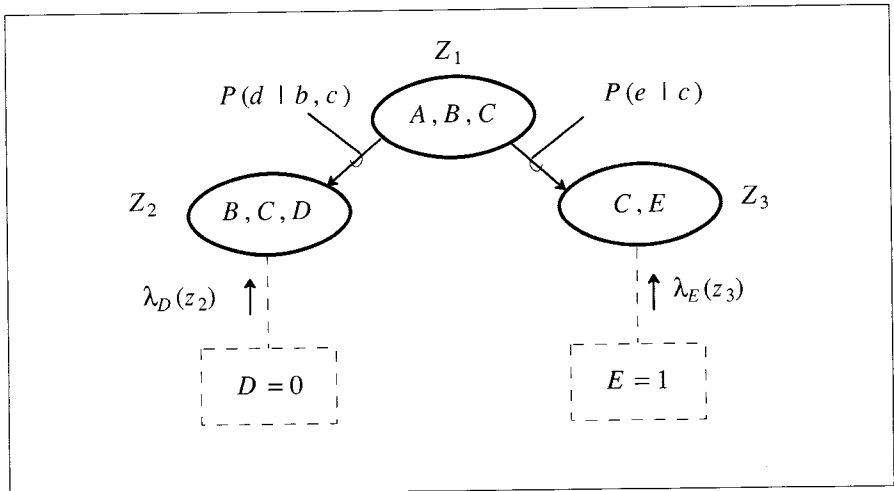 Z1
P(d | b, c)
P(e | c)
A, B, C
Z2
B, C, D
C, E
Z3
λD(z2)
λE(z3)
D = 0
E = 1